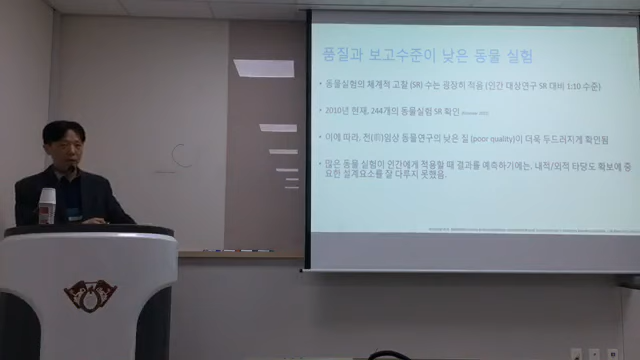 품질과 보고수준이 낮은 동물 실험
• 동물실험의 체계적 고찰 (SR) 수는 굉장히 적음 (인간 대상연구 SR 대비 1:10 수준)
• 2010년 현재, 244개의 동물실험 SR 확인
• 이에 따라, 전(前)임상 동물연구의 낮은 질 (poor quality)이 더욱 두드러지게 확인됨
• 많은 동물 실험이 인간에게 적용할 때 결과를 예측하기에는, 내적/외적 타당도 확보에 중
요한 설계요소를 잘 다루지 못했음.